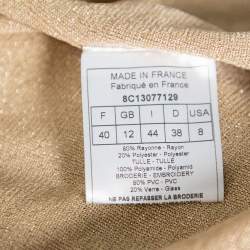 MADE IN FRANCE
Fabriqué en France
8C13077129
F GB I D USA
40 12 44 38 8
80% Rayonne - Rayon
20% Polyester - Polyester
TULLE - TULLE
100% Polyamide - Polyamid
BRODERIE - EMBROIDERY
80% PVC - PVC
20% Verre - Glass
NE PAS REPASSER LA BRODERIE